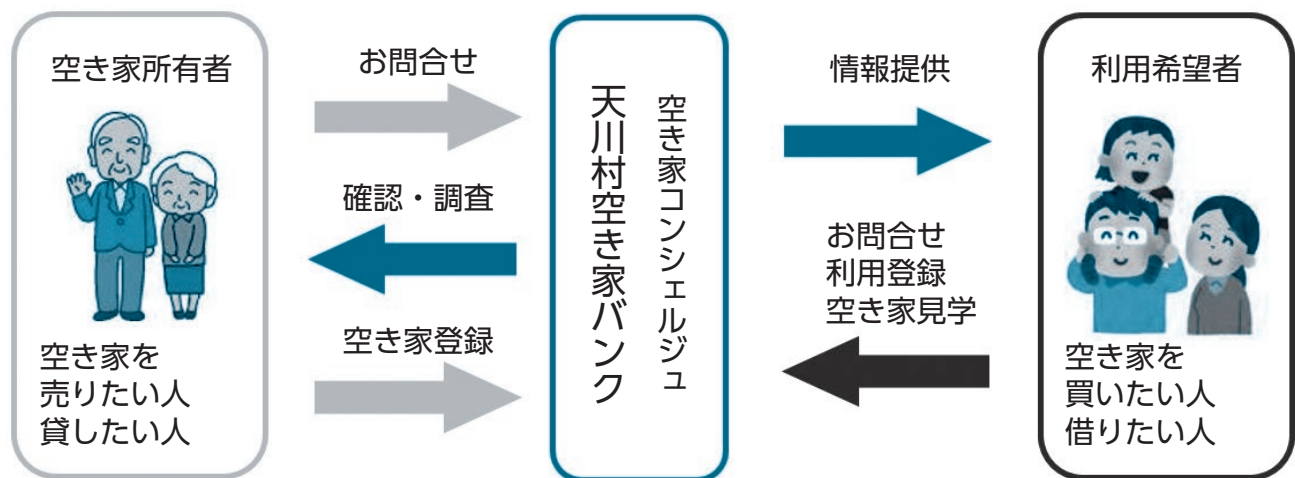 空き家所有者
空き家を
売りたい人
貸したい人
お問合せ
確認・調査
空き家登録
空き家コンシェルジュ
天川村空き家バンク
情報提供
お問合せ
利用登録
空き家見学
利用希望者
空き家を
買いたい人
借りたい人